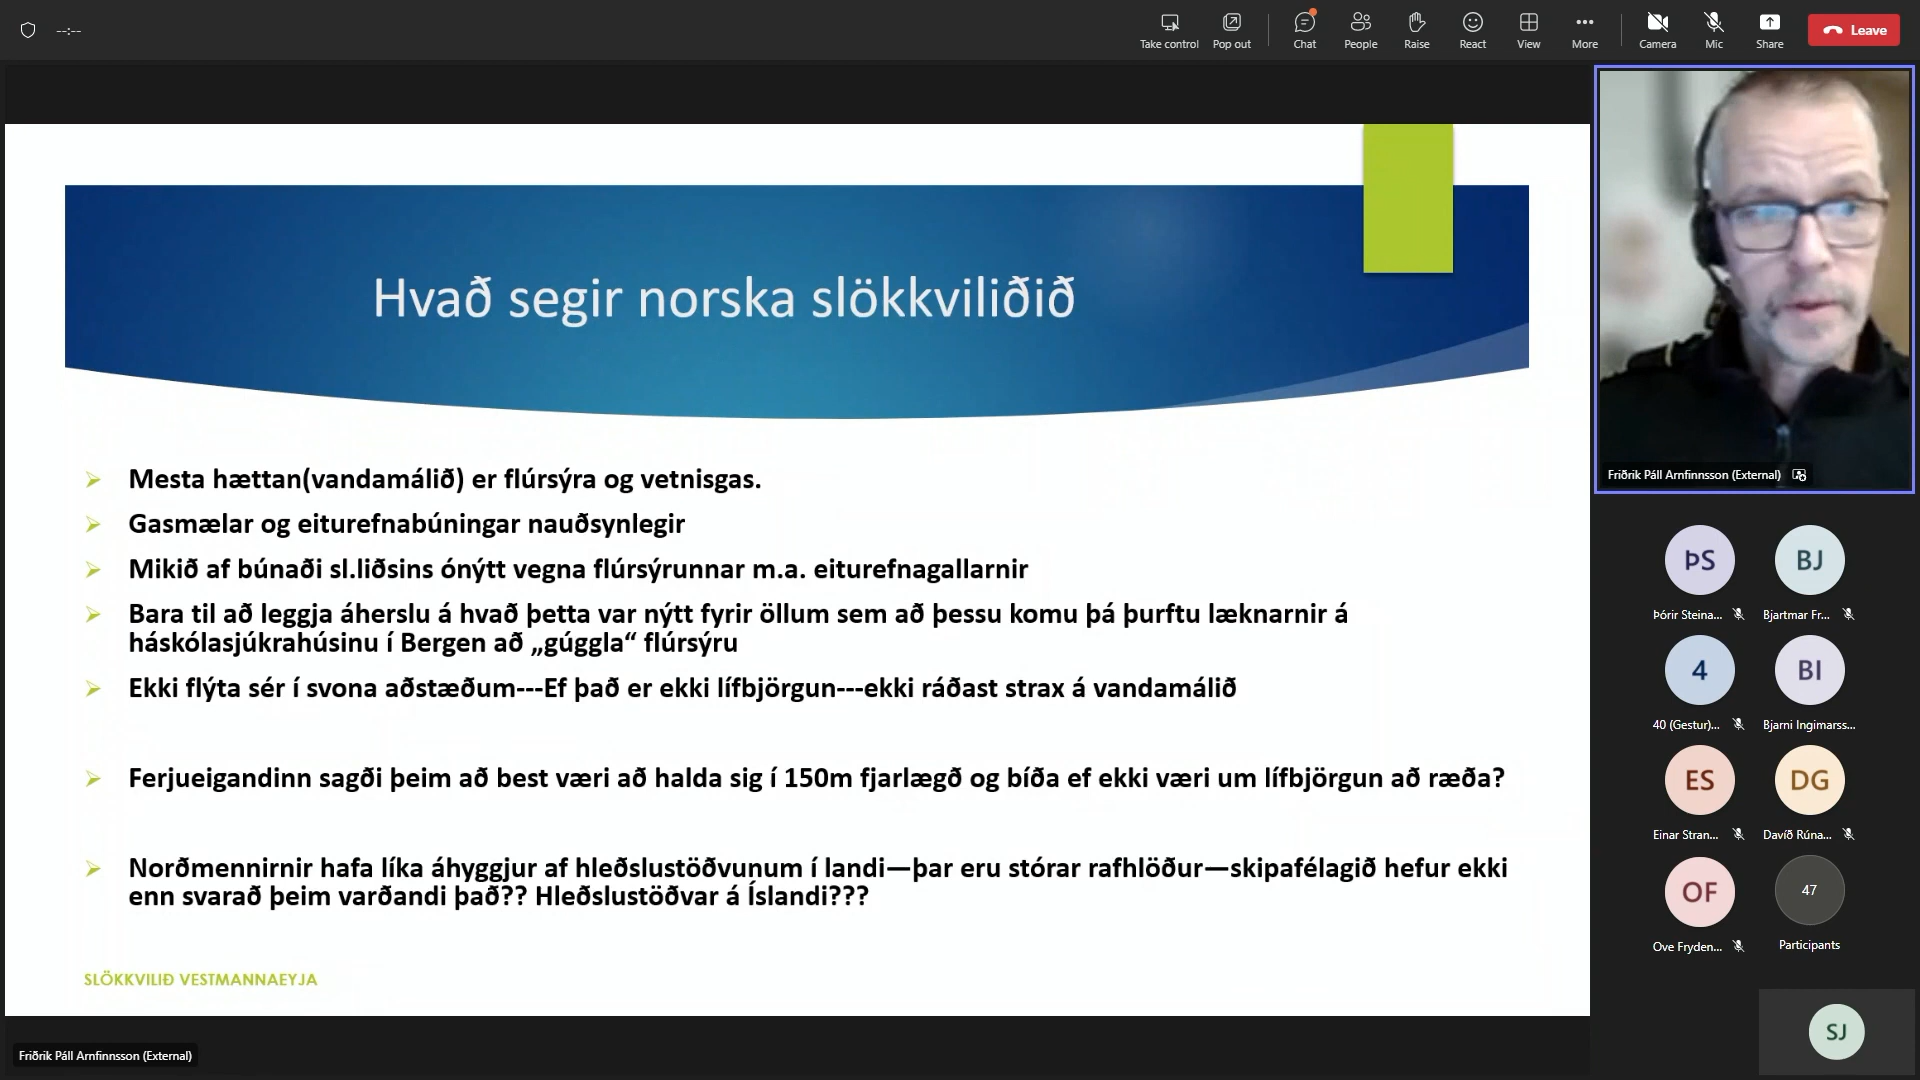 --:--
Take control
Pop out
Chat
People
Raise
React
View
More
Camera
Mic
Share
Leave
Hvað segir norska slökkviliðið
Mesta hættan(vandamálið) er flúrsýra og vetnisgas.
Gasmælar og eiturefnabúningar nauðsynlegir
Mikið af búnaði sl.liðsins ónýtt vegna flúrsýrunnar m.a. eiturefnagallarnir
Bara til að leggja áherslu á hvað þetta var nýtt fyrir öllum sem að þessu komu þá þurftu læknarnir á
háskólasjúkrahúsinu í Bergen að „gúggla“ flúrsýru
Ekki flýta sér í svona aðstæðum---Ef það er ekki lífbjörgun---ekki ráðast strax á vandamálið
Ferjueigandinn sagði þeim að best væri að halda sig í 150m fjarlægð og bíða ef ekki væri um lífbjörgun að ræða?
Norðmennirnir hafa líka áhyggjur af hleðslustöðvunum í landi—þar eru stórar rafhlöður—skipafélagið hefur ekki
enn svarað þeim varðandi það?? Hleðslustöðvar á Íslandi???
SLÖKKVILIÐ VESTMANNAEYJA
Friðrik Páll Arnfinnsson (External)
Friðrik Páll Arnfinnsson (External)
ÞS
BJ
Þórir Steina...
Bjartmar Fr...
4
BI
40 (Gestur)...
Bjarni Ingimarss...
ES
DG
Einar Stran...
Davíð Rúna...
OF
47
Ove Fryden...
Participants
SJ